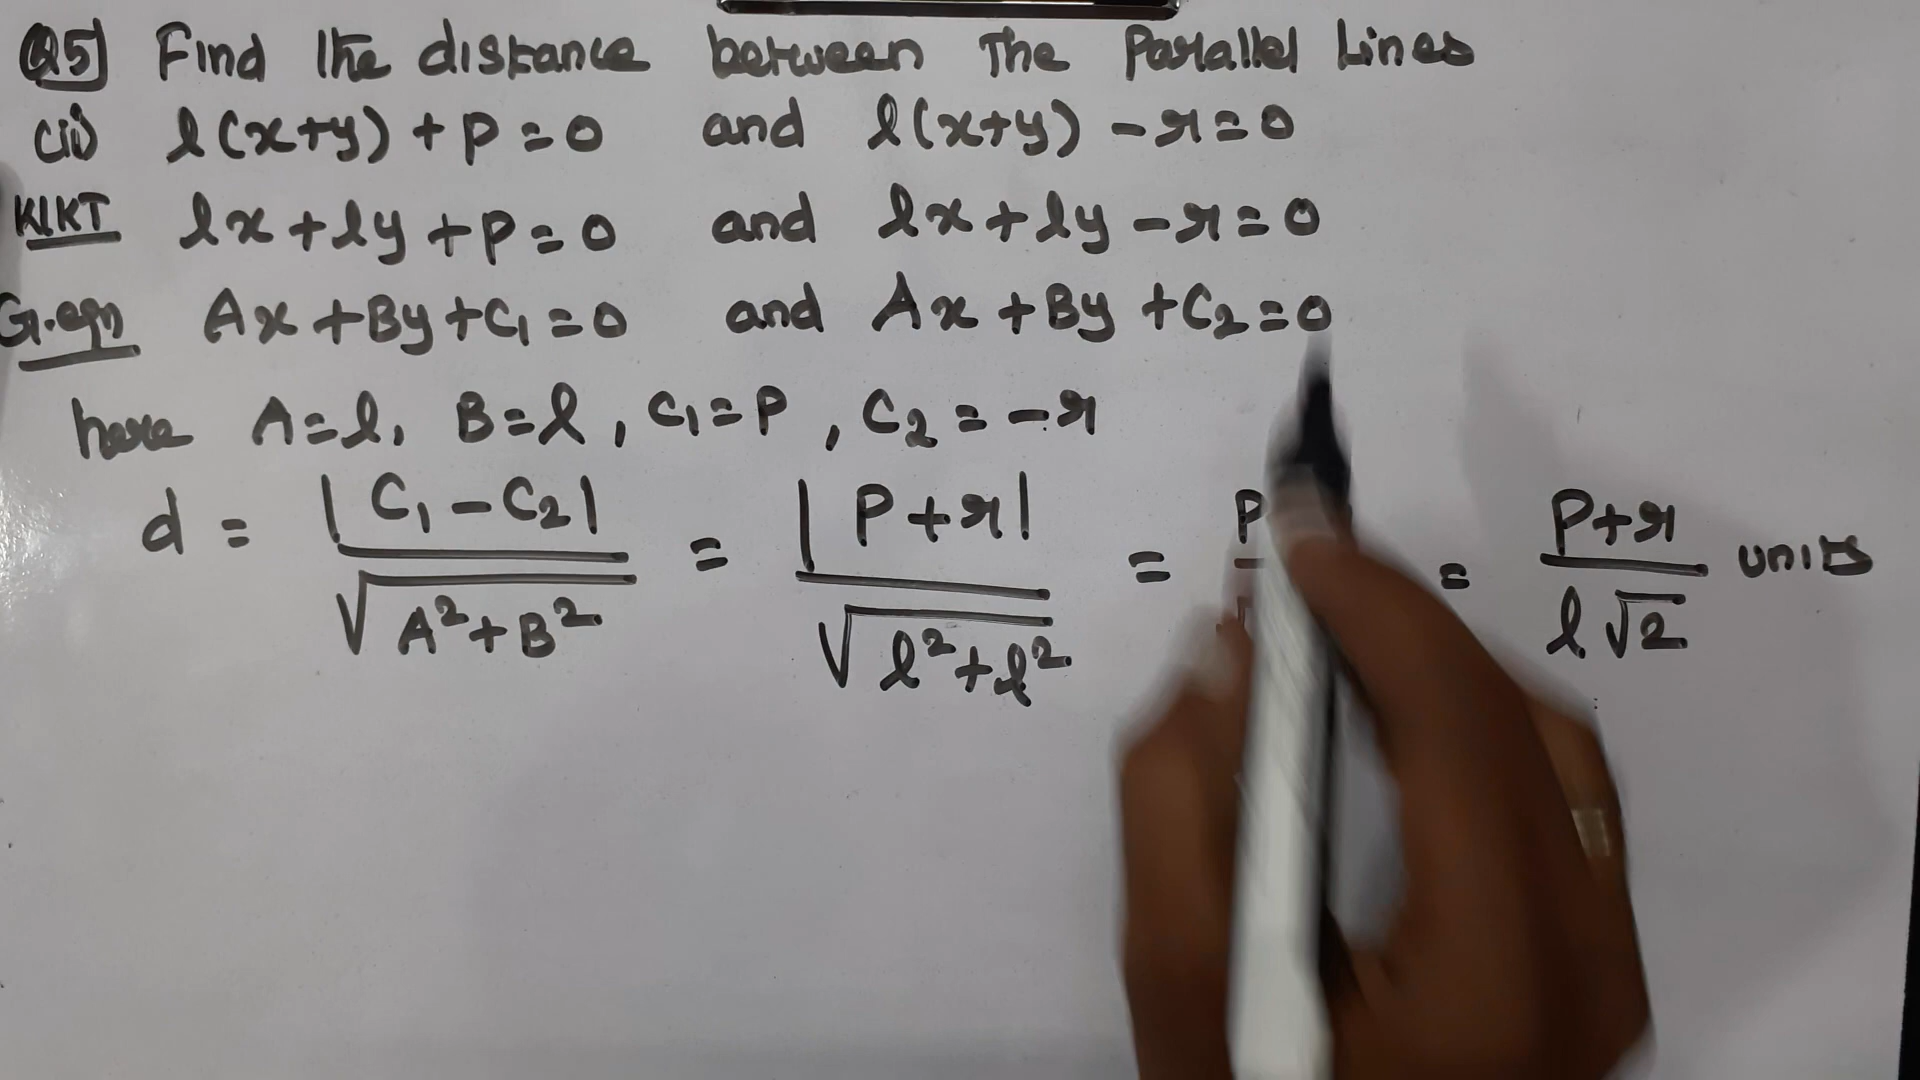 Q5) Find the distance between The Parallel Lines
(ii) l(x+y)+p=0 and l(x+y)-r=0
WKT lx+ly+p=0 and lx+ly-r=0
G.eqn Ax+By+C₁=0 and Ax+By+C₂=0
here A=l, B=l, C₁=P, C₂=-r
d = |C₁-C₂| / √A²+B² = |P+r| / √l²+l² = P = P+r / l√2 units